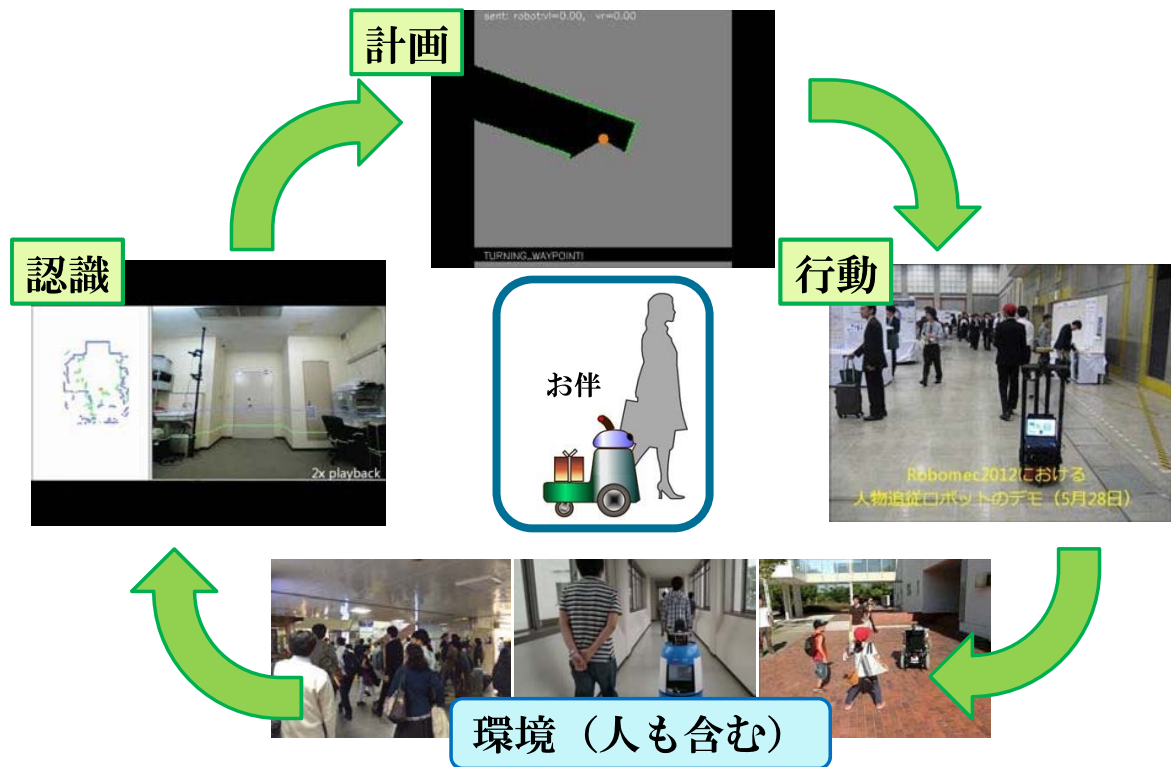 計画
sent: robot:vl=0.00, vr=0.00
TURNING_WAYPOINT!
認識
2x playback
お伴
行動
Robomec2012における
人物追従ロボットのデモ（5月28日）
環境（人も含む）